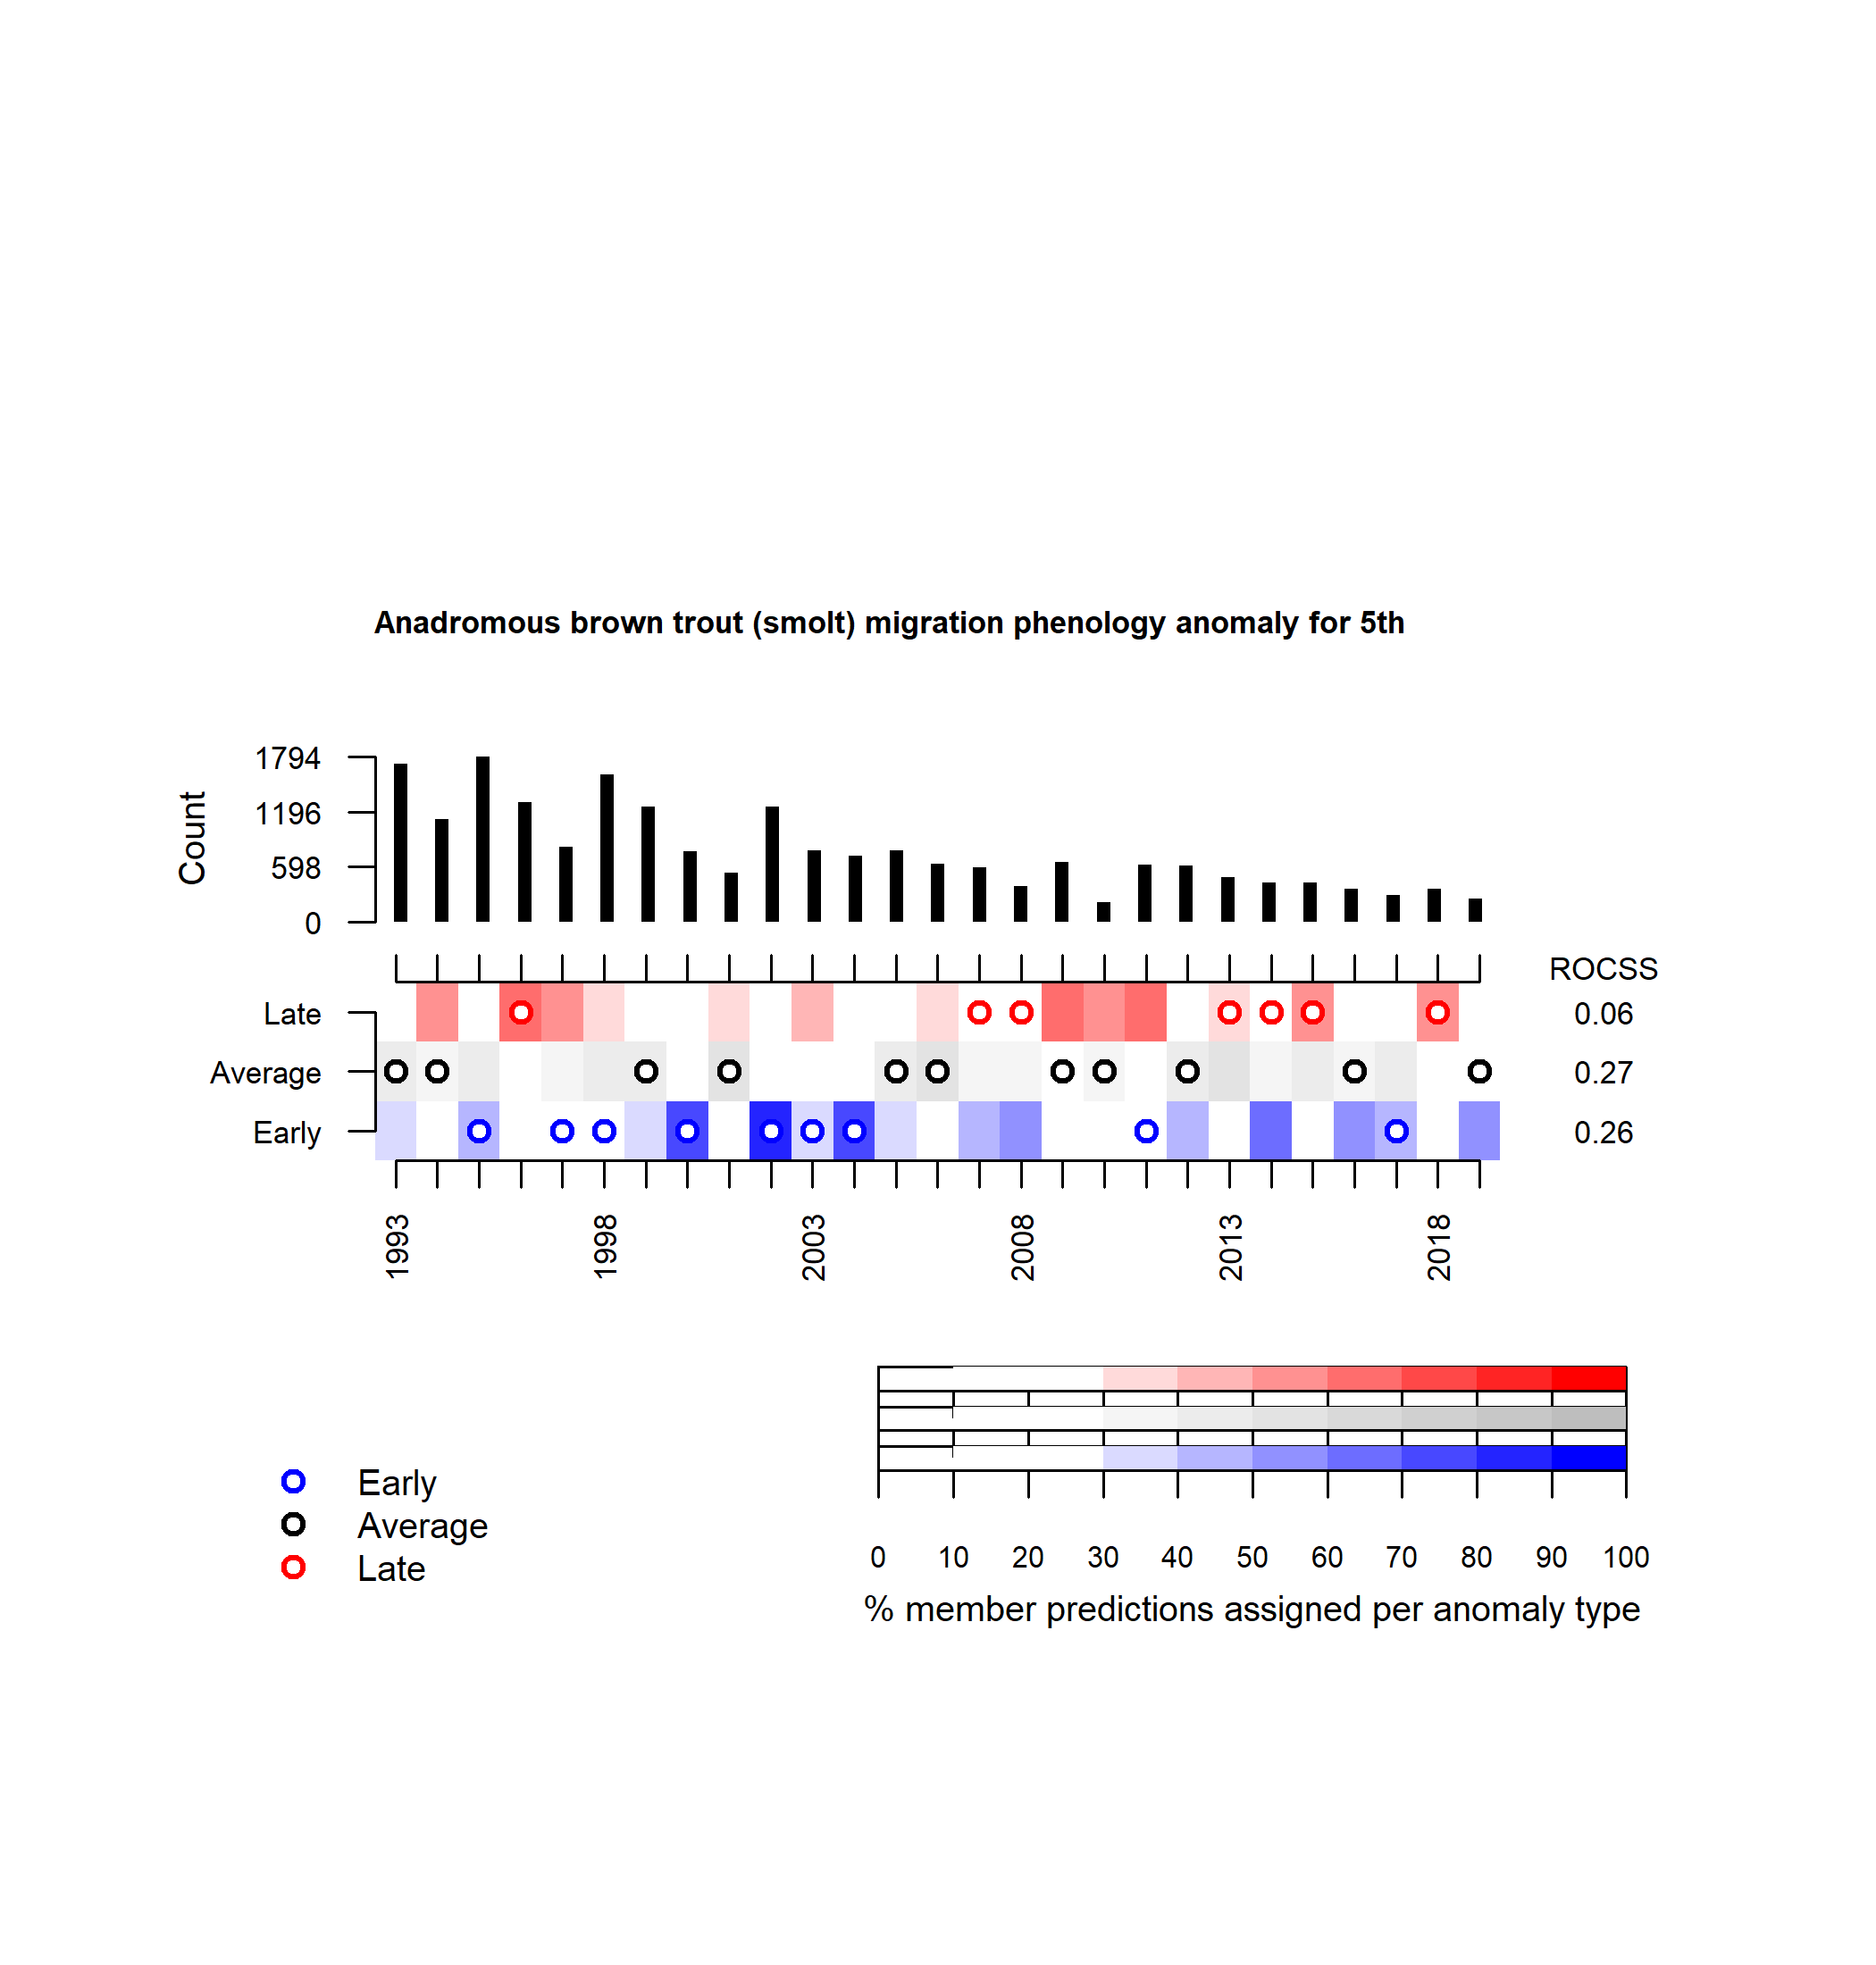 Anadromous brown trout (smolt) migration phenology anomaly for 5th
Count
1794
1196
598
0
ROCSS
Late
0.06
Average
0.27
Early
0.26
1993
1998
2003
2008
2013
2018
Early
Average
Late
0 10 20 30 40 50 60 70 80 90 100
% member predictions assigned per anomaly type